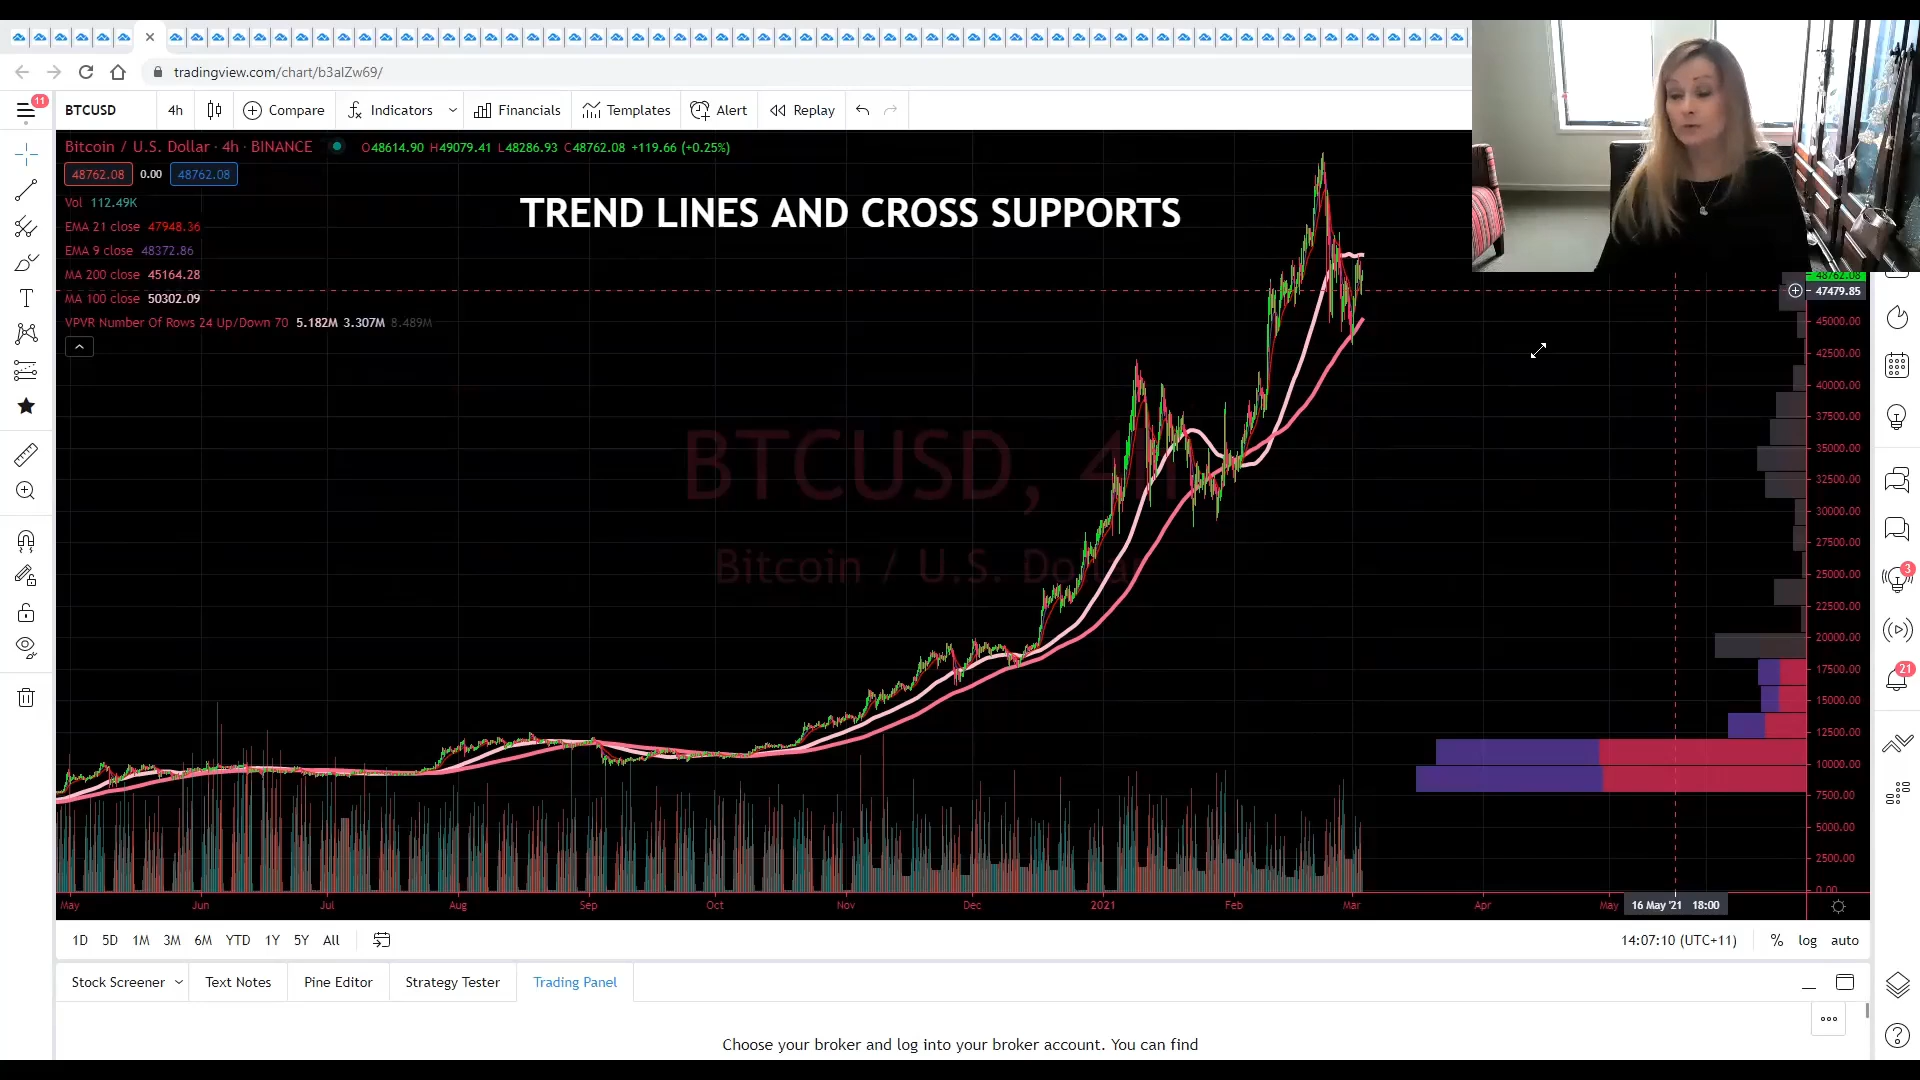 tradingview.com/chart/b3alZw69/
11
BTCUSD
4h
Compare
Indicators
Financials
Templates
Alert
Replay
Bitcoin / U.S. Dollar · 4h · BINANCE
O48614.90 H49079.41 L48286.93 C48762.08 +119.66 (+0.25%)
48762.08
0.00
48762.08
Vol 112.49K
EMA 21 close 47948.36
EMA 9 close 48372.86
MA 200 close 45164.28
MA 100 close 50302.09
VPVR Number Of Rows 24 Up/Down 70 5.182M 3.307M 8.489M
TREND LINES AND CROSS SUPPORTS
BTCUSD, 4h
Bitcoin / U.S. Dollar
48762.08
47479.85
45000.00
42500.00
40000.00
37500.00
35000.00
32500.00
30000.00
27500.00
25000.00
22500.00
20000.00
17500.00
15000.00
12500.00
10000.00
7500.00
5000.00
2500.00
0.00
3
21
May
Jun
Jul
Aug
Sep
Oct
Nov
Dec
2021
Feb
Mar
Apr
May
16 May '21 18:00
1D
5D
1M
3M
6M
YTD
1Y
5Y
All
14:07:10 (UTC+11)
%
log
auto
Stock Screener
Text Notes
Pine Editor
Strategy Tester
Trading Panel
Choose your broker and log into your broker account. You can find